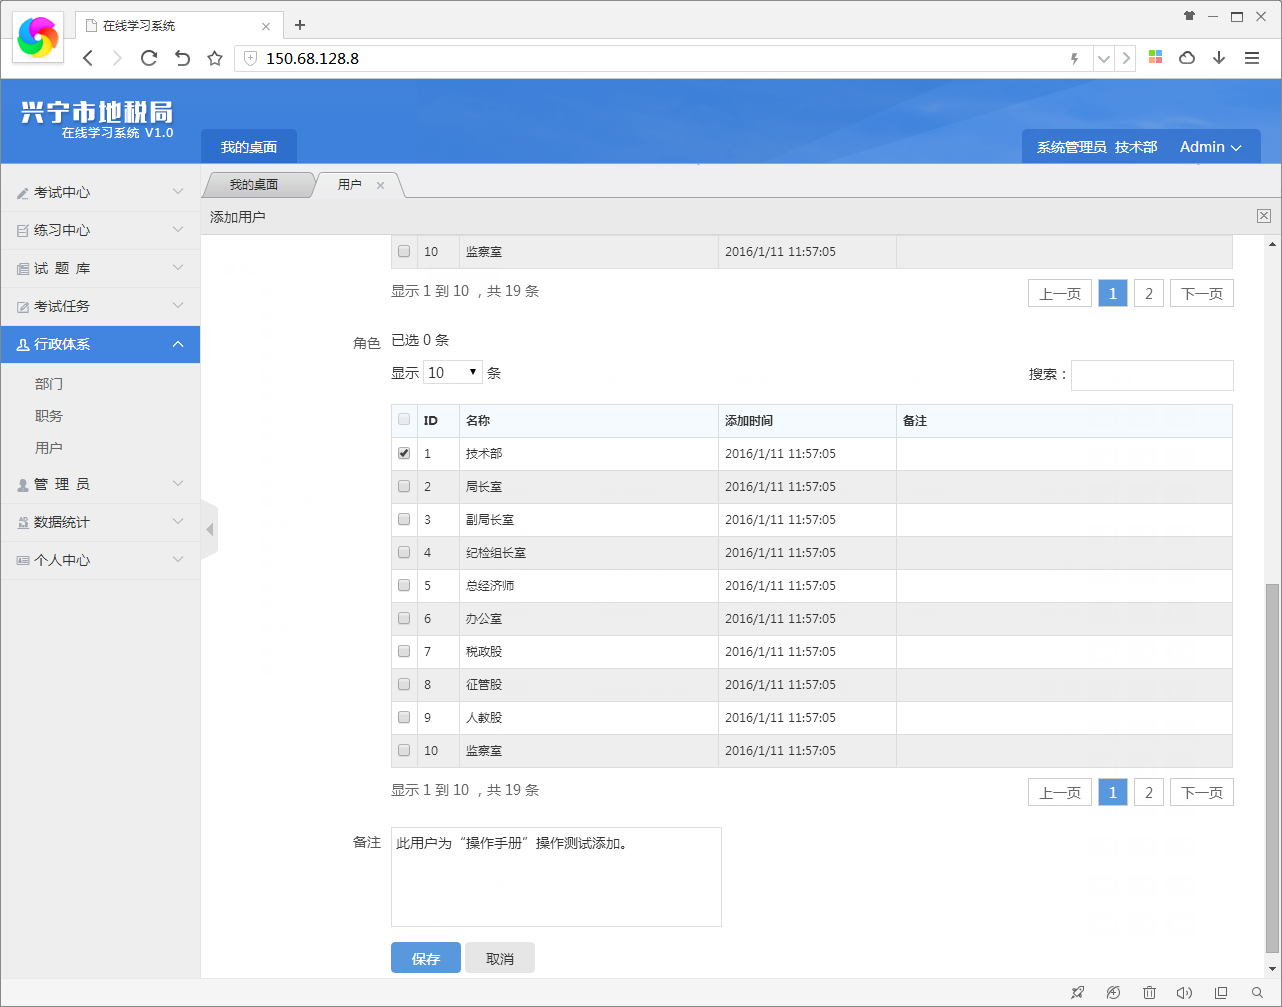 在线学习系统
150.68.128.8
兴宁市地税局
在线学习系统 V1.0
我的桌面
系统管理员 技术部 Admin
考试中心
练习中心
试 题 库
考试任务
行政体系
部门
职务
用户
管 理 员
数据统计
个人中心
我的桌面 用户
添加用户
10 监察室 2016/1/11 11:57:05
显示 1 到 10 ，共 19 条 上一页 1 2 下一页
角色 已选 0 条
显示 10 条 搜索：
ID 名称 添加时间 备注
1 技术部 2016/1/11 11:57:05
2 局长室 2016/1/11 11:57:05
3 副局长室 2016/1/11 11:57:05
4 纪检组长室 2016/1/11 11:57:05
5 总经济师 2016/1/11 11:57:05
6 办公室 2016/1/11 11:57:05
7 税政股 2016/1/11 11:57:05
8 征管股 2016/1/11 11:57:05
9 人教股 2016/1/11 11:57:05
10 监察室 2016/1/11 11:57:05
显示 1 到 10 ，共 19 条 上一页 1 2 下一页
备注 此用户为“操作手册”操作测试添加。
保存 取消